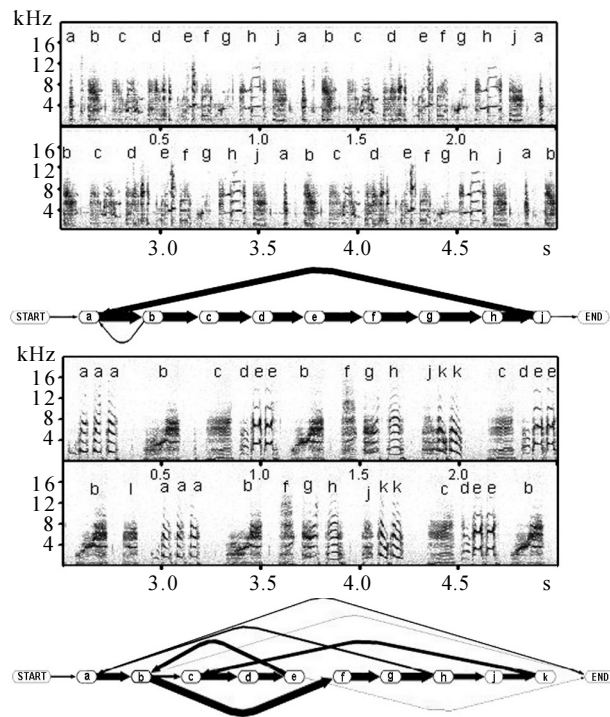 kHz
16 a b c d e f g h j a b c d e f g h j a
12
8
4
0.5 1.0 1.5 2.0
16 b c d e f g h j a b c d e f g h j a b
12
8
4
3.0 3.5 4.0 4.5 s
START a b c d e f g h j END
kHz
16 a a a b c d e e b f g h j k k c d e e
12
8
4
0.5 1.0 1.5 2.0
16 b l a a a b f g h j k k c d e e b
12
8
4
3.0 3.5 4.0 4.5 s
START a b c d e f g h j k END